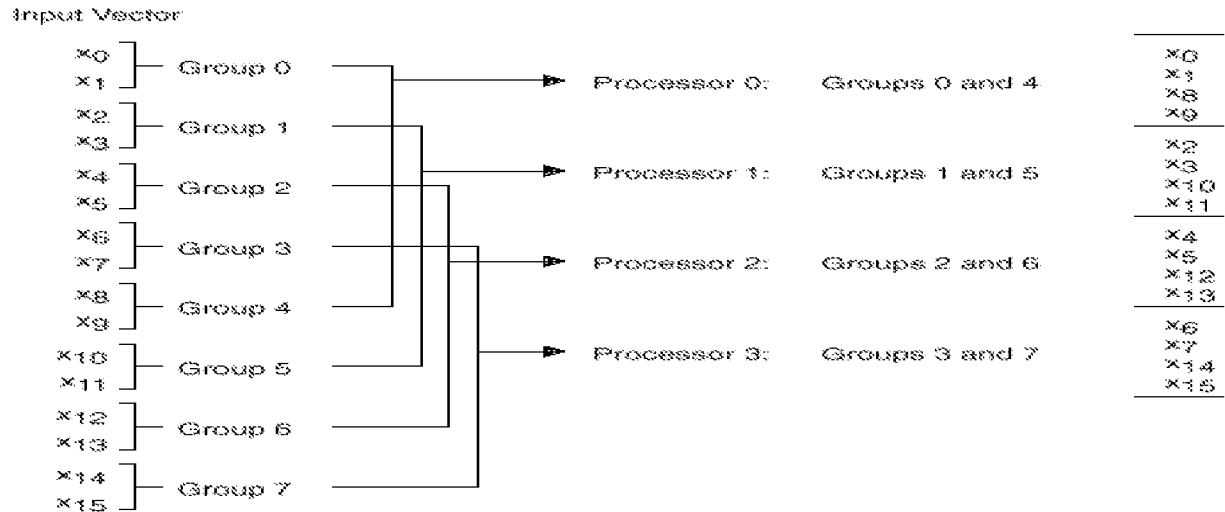 Input Vector
x0
x1
Group 0
x2
x3
Group 1
x4
x5
Group 2
x6
x7
Group 3
x8
x9
Group 4
x10
x11
Group 5
x12
x13
Group 6
x14
x15
Group 7
Processor 0: Groups 0 and 4
Processor 1: Groups 1 and 5
Processor 2: Groups 2 and 6
Processor 3: Groups 3 and 7
x0
x1
x8
x9
x2
x3
x10
x11
x4
x5
x12
x13
x6
x7
x14
x15